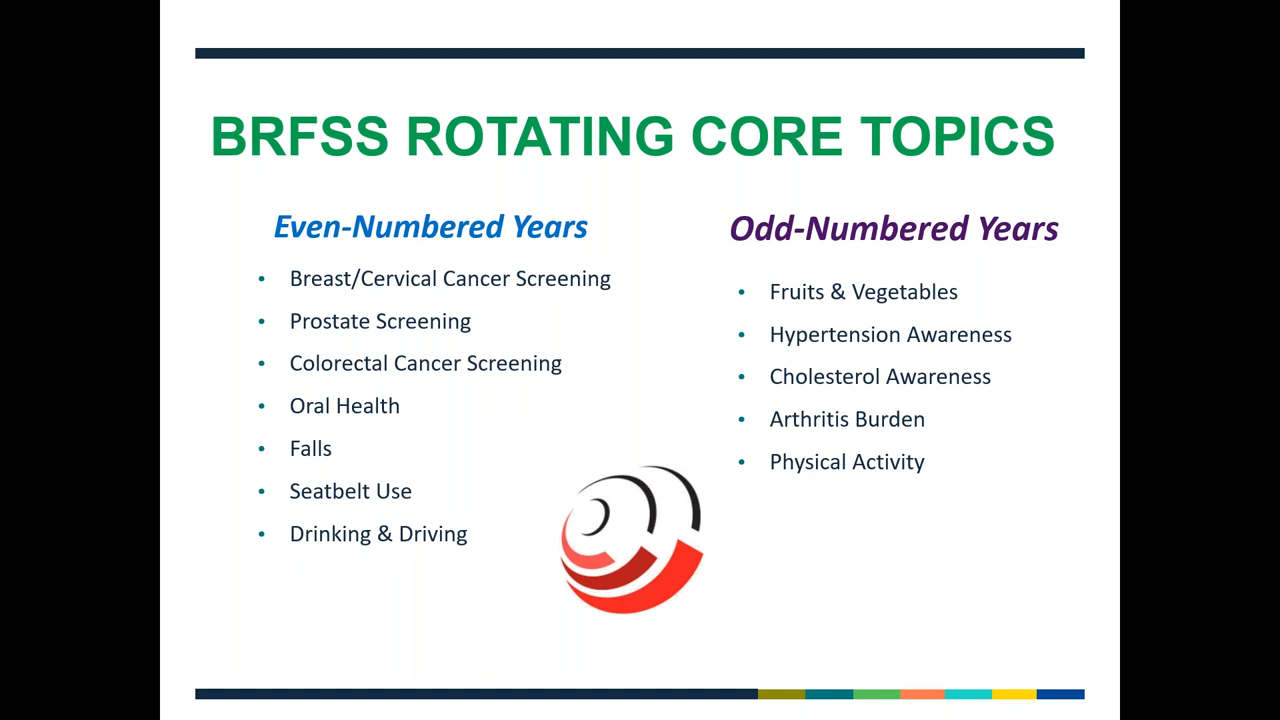 BRFSS ROTATING CORE TOPICS
Even-Numbered Years
• Breast/Cervical Cancer Screening
• Prostate Screening
• Colorectal Cancer Screening
• Oral Health
• Falls
• Seatbelt Use
• Drinking & Driving
Odd-Numbered Years
• Fruits & Vegetables
• Hypertension Awareness
• Cholesterol Awareness
• Arthritis Burden
• Physical Activity